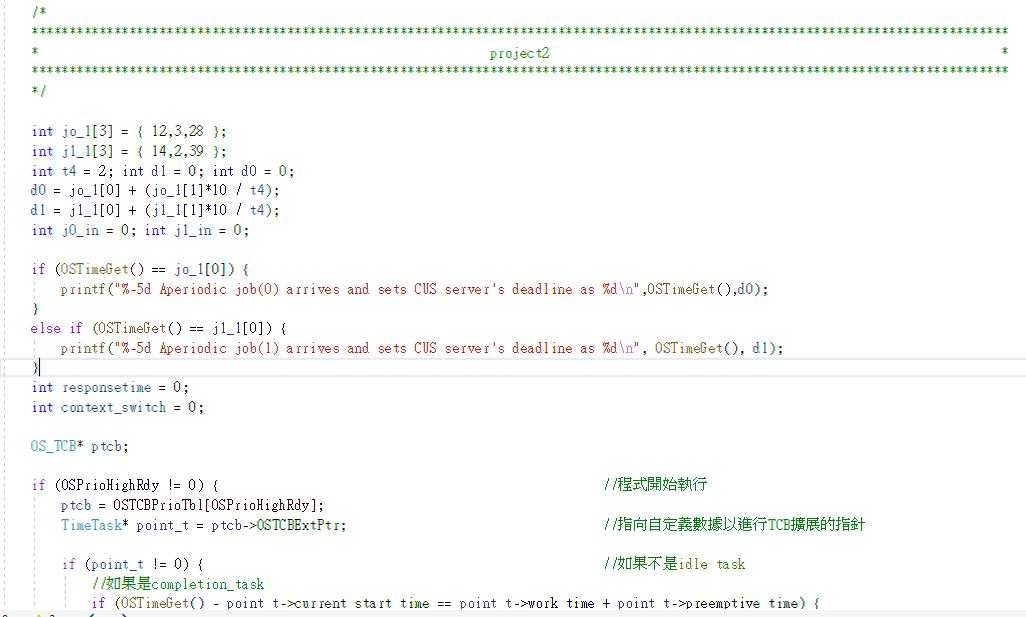 /*
***********************************************************************************************************************************
* project2 *
***********************************************************************************************************************************
*/
int jo_1[3] = { 12,3,28 };
int j1_1[3] = { 14,2,39 };
int t4 = 2; int d1 = 0; int d0 = 0;
d0 = jo_1[0] + (jo_1[1]*10 / t4);
d1 = j1_1[0] + (j1_1[1]*10 / t4);
int j0_in = 0; int j1_in = 0;
if (OSTimeGet() == jo_1[0]) {
printf("%-5d Aperiodic job(0) arrives and sets CUS server's deadline as %d\n",OSTimeGet(),d0);
}
else if (OSTimeGet() == j1_1[0]) {
printf("%-5d Aperiodic job(1) arrives and sets CUS server's deadline as %d\n", OSTimeGet(), d1);
}
int responsetime = 0;
int context_switch = 0;
OS_TCB* ptcb;
if (OSPrioHighRdy != 0) { //程式開始執行
ptcb = OSTCBPrioTbl[OSPrioHighRdy];
TimeTask* point_t = ptcb->OSTCBExtPtr; //指向自定義數據以進行TCB擴展的指針
if (point_t != 0) { //如果不是idle task
//如果是completion_task
if (OSTimeGet() - point_t->current_start_time == point_t->work_time + point_t->preemptive_time) {